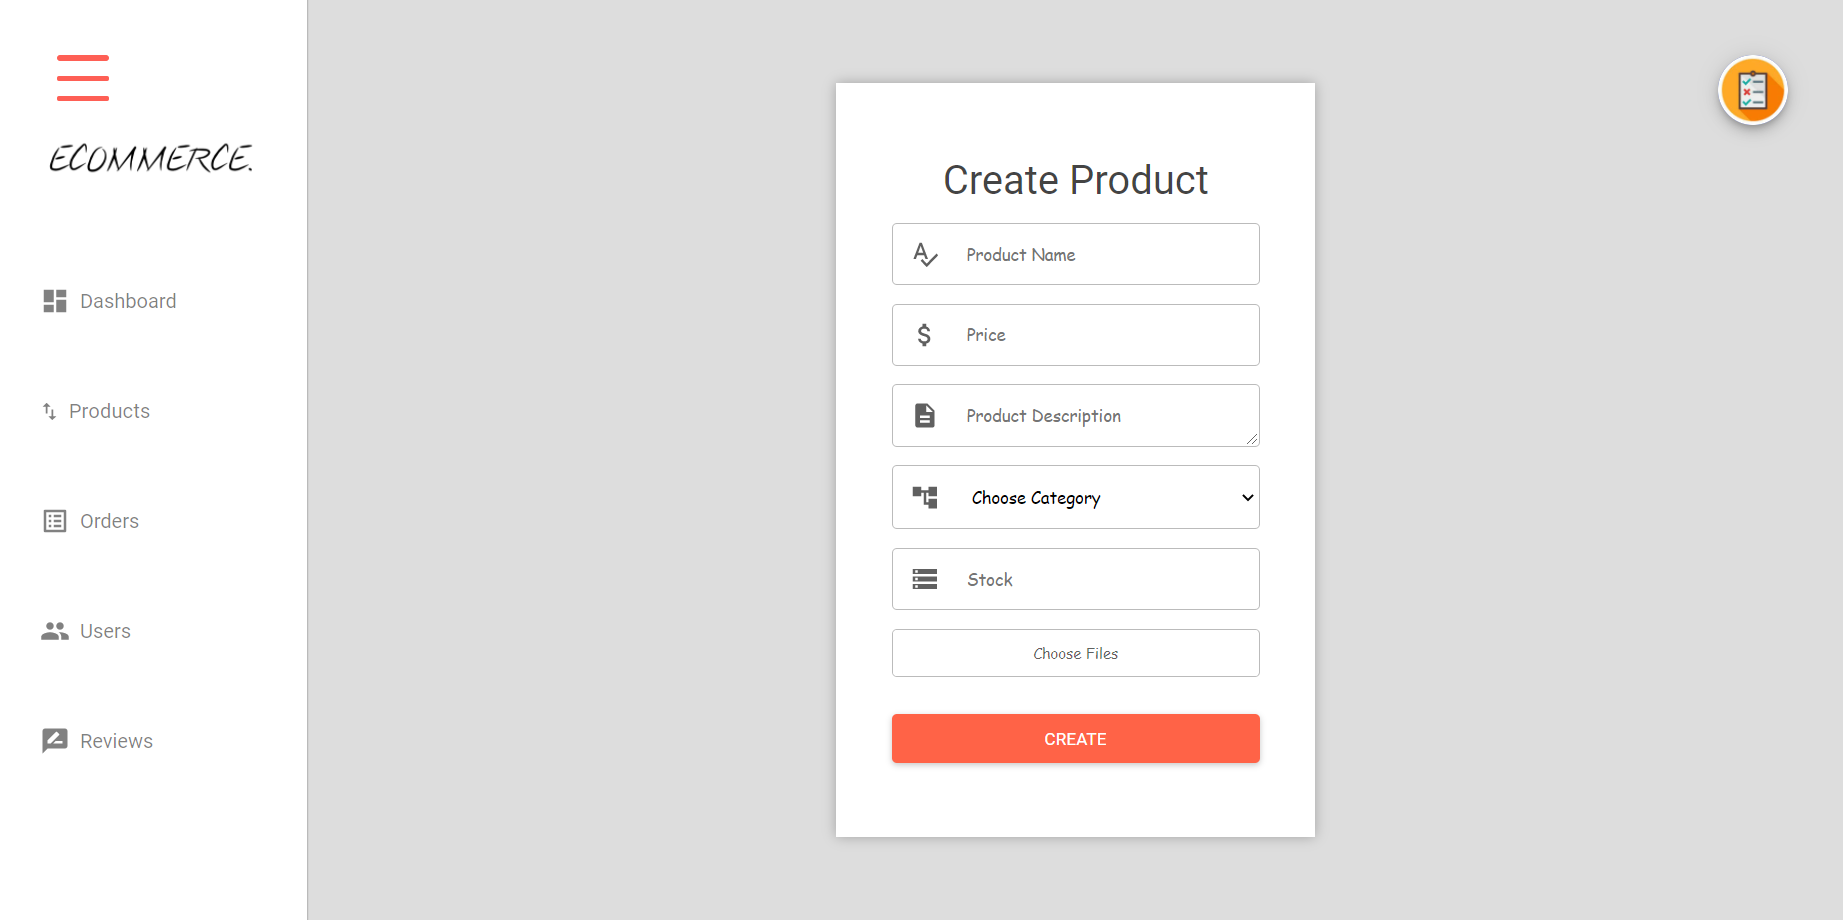 ECOMMERCE.
Dashboard
Products
Orders
Users
Reviews
Create Product
Product Name
Price
Product Description
Choose Category
Stock
Choose Files
CREATE